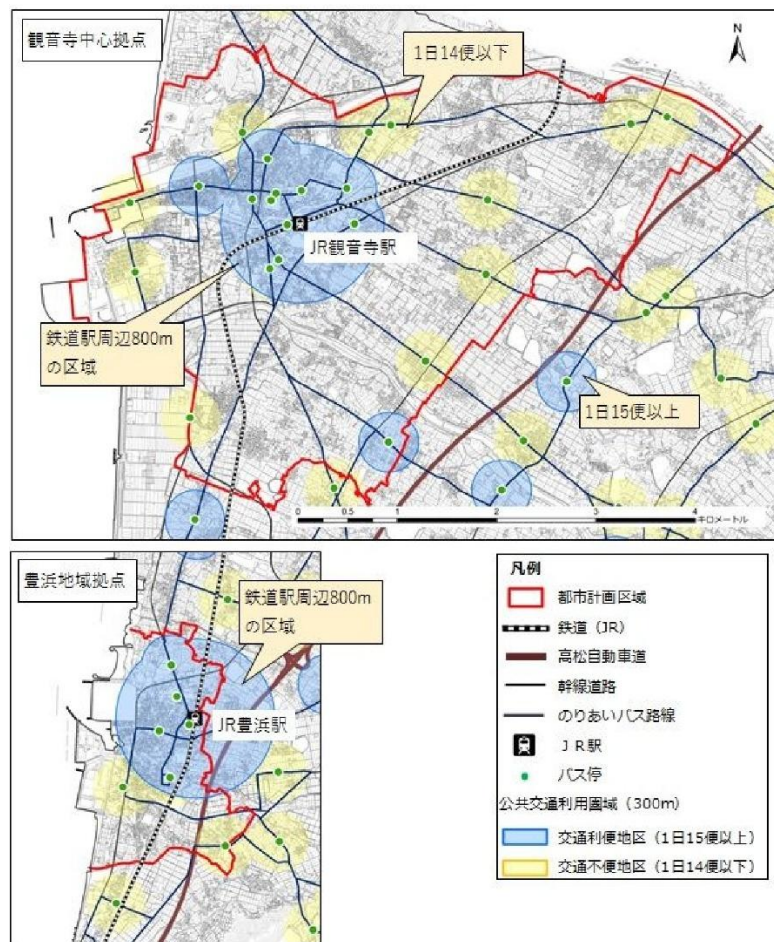 観音寺中心拠点
1日14便以下
N
JR観音寺駅
鉄道駅周辺800m
の区域
1日15便以上
0 0.5 1 2 3 4
キロメートル
豊浜地域拠点
鉄道駅周辺800m
の区域
JR豊浜駅
凡例
都市計画区域
鉄道（JR）
高松自動車道
幹線道路
のりあいバス路線
ＪＲ駅
バス停
公共交通利用圏域（300m）
交通利便地区（1日15便以上）
交通不便地区（1日14便以下）